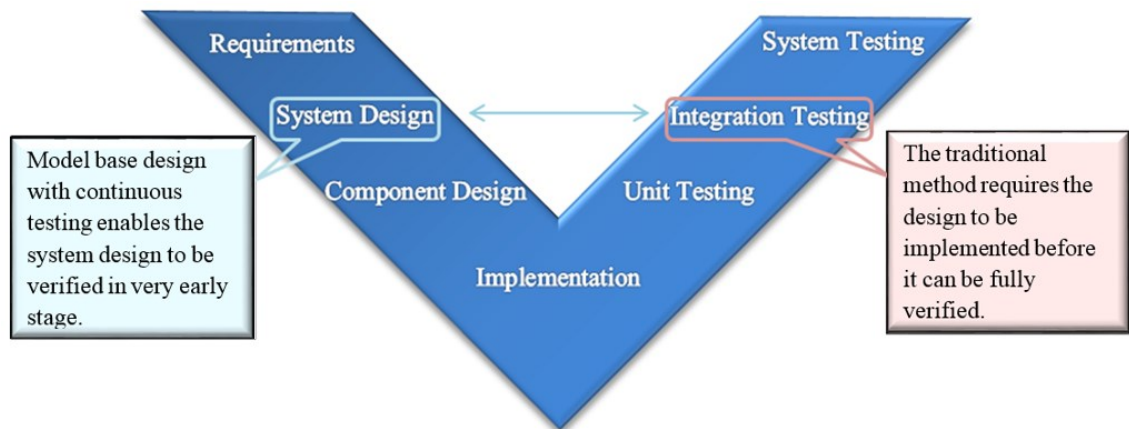 Requirements
System Testing
System Design
Integration Testing
Model base design
with continuous
testing enables the
system design to be
verified in very early
stage.
The traditional
method requires the
design to be
implemented before
it can be fully
verified.
Component Design
Unit Testing
Implementation